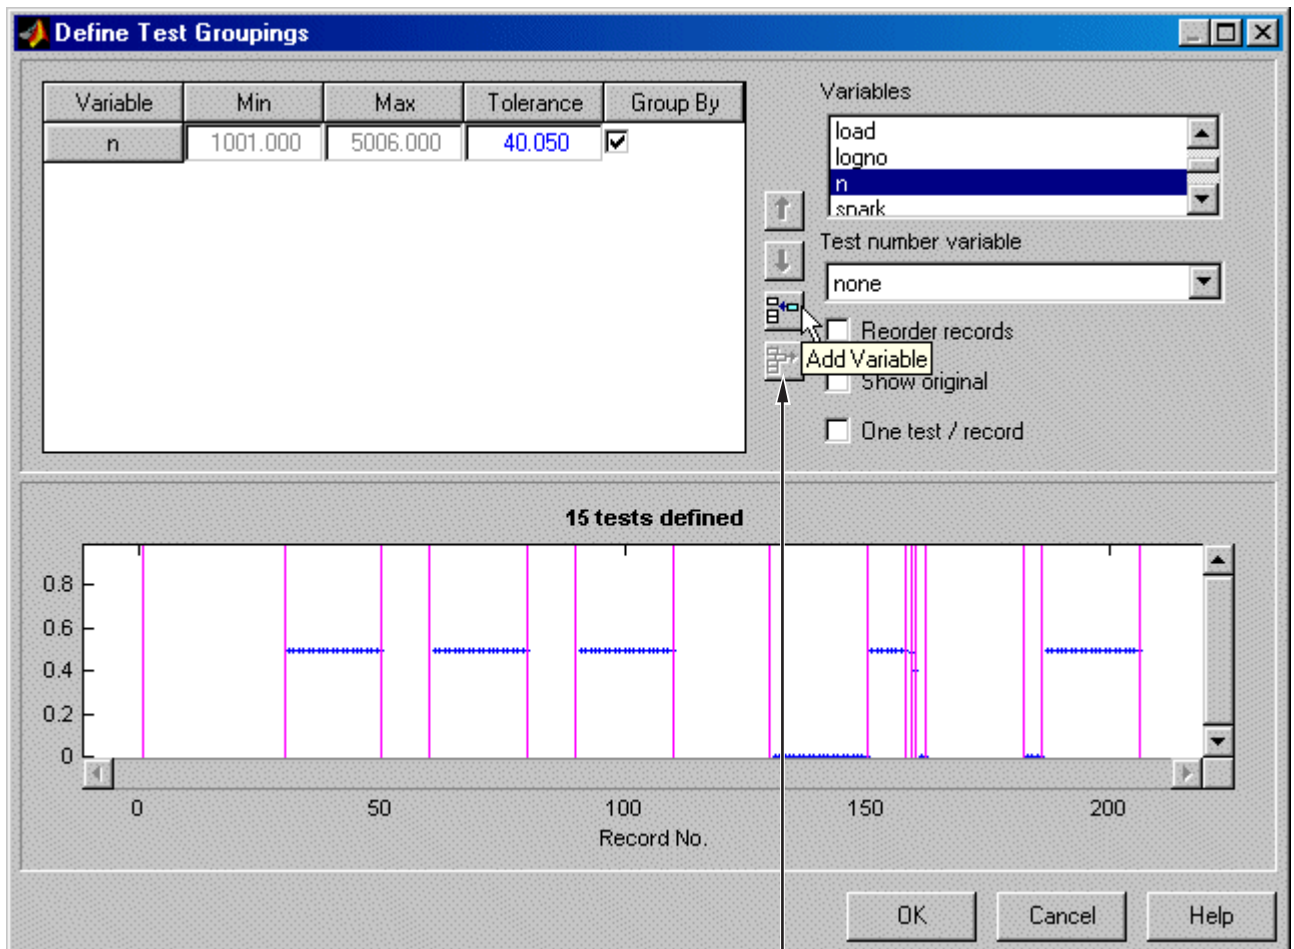 Define Test Groupings
Variable Min Max Tolerance Group By
n 1001.000 5006.000 40.050
Variables
load
logno
n
spark
Test number variable
none
Reorder records
Add Variable
Show original
One test / record
15 tests defined
0.8
0.6
0.4
0.2
0
0 50 100 150 200
Record No.
OK Cancel Help